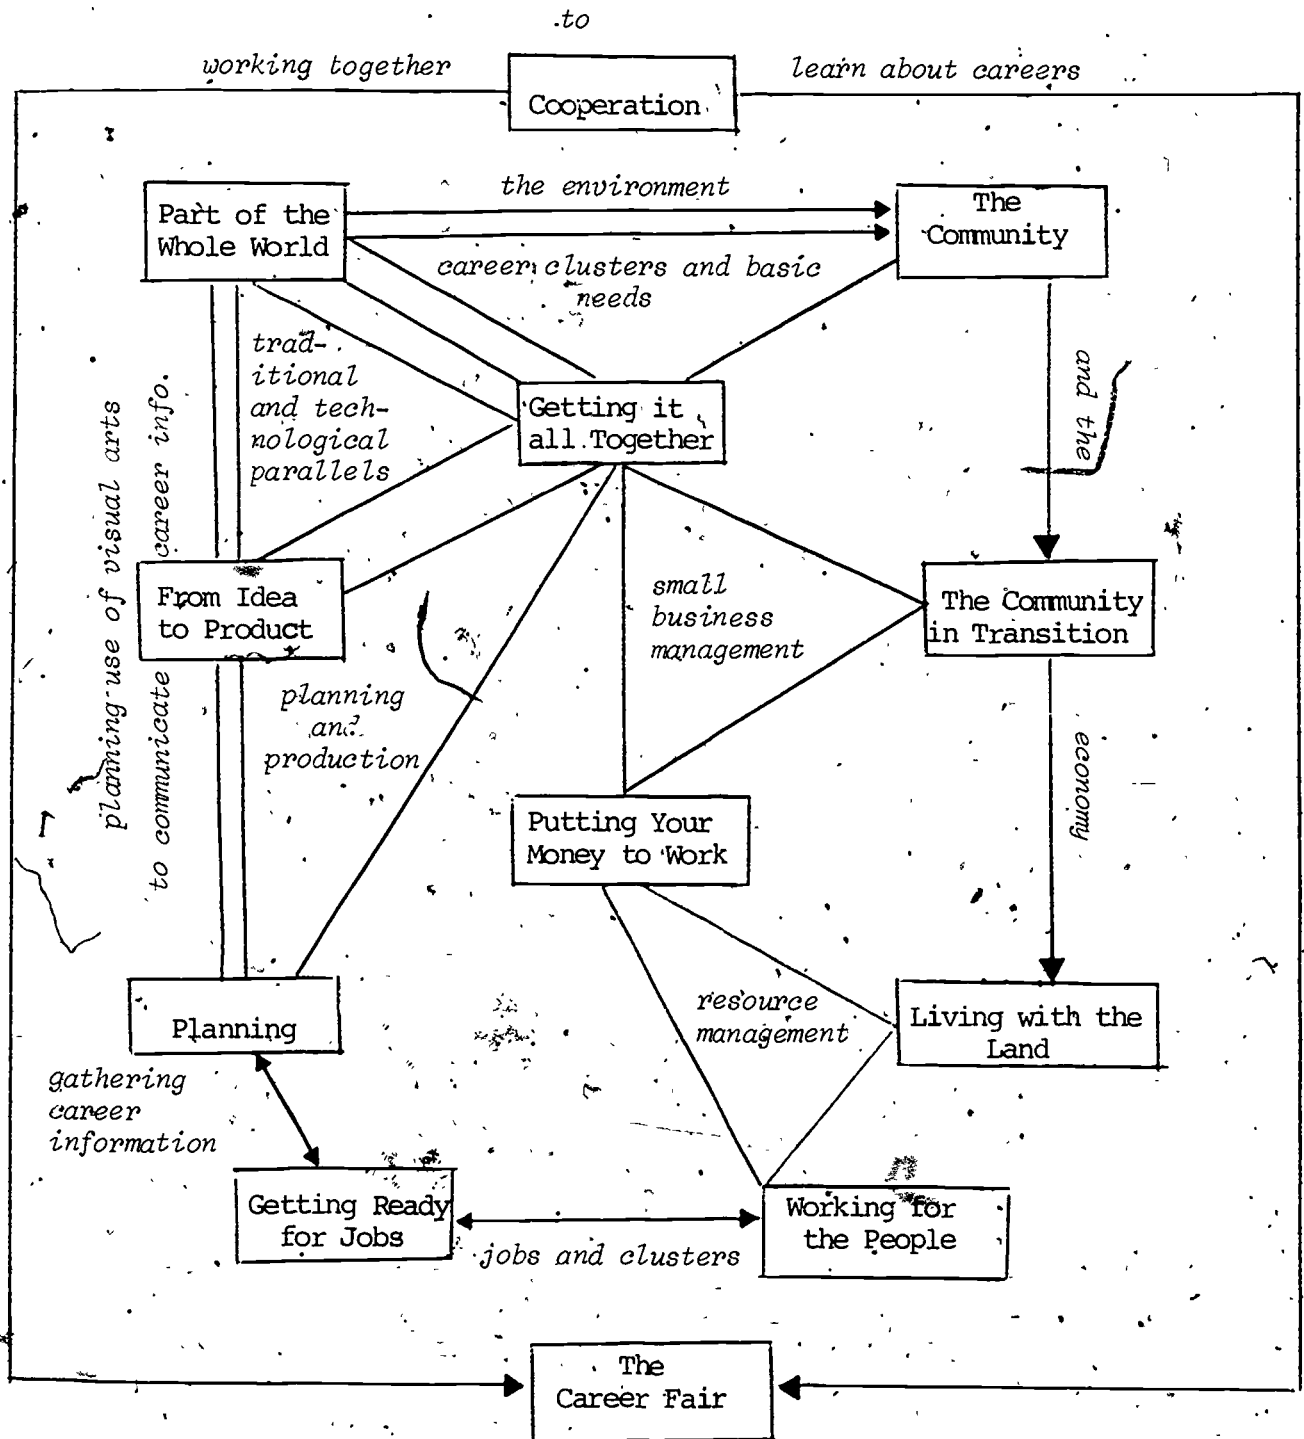 to
working together
learn about careers
Cooperation
the environment
Part of the
Whole World
The
Community
career clusters and basic
needs
trad-
itional
and tech-
nological
parallels
and the
Getting it
all Together
planning use of visual arts
to communicate career info.
From Idea
to Product
small
business
management
The Community
in Transition
planning
and
production
economy
Putting Your
Money to Work
resource
management
Living with the
Land
Planning
gathering
career
information
Getting Ready
for Jobs
jobs and clusters
Working for
the People
The
Career Fair